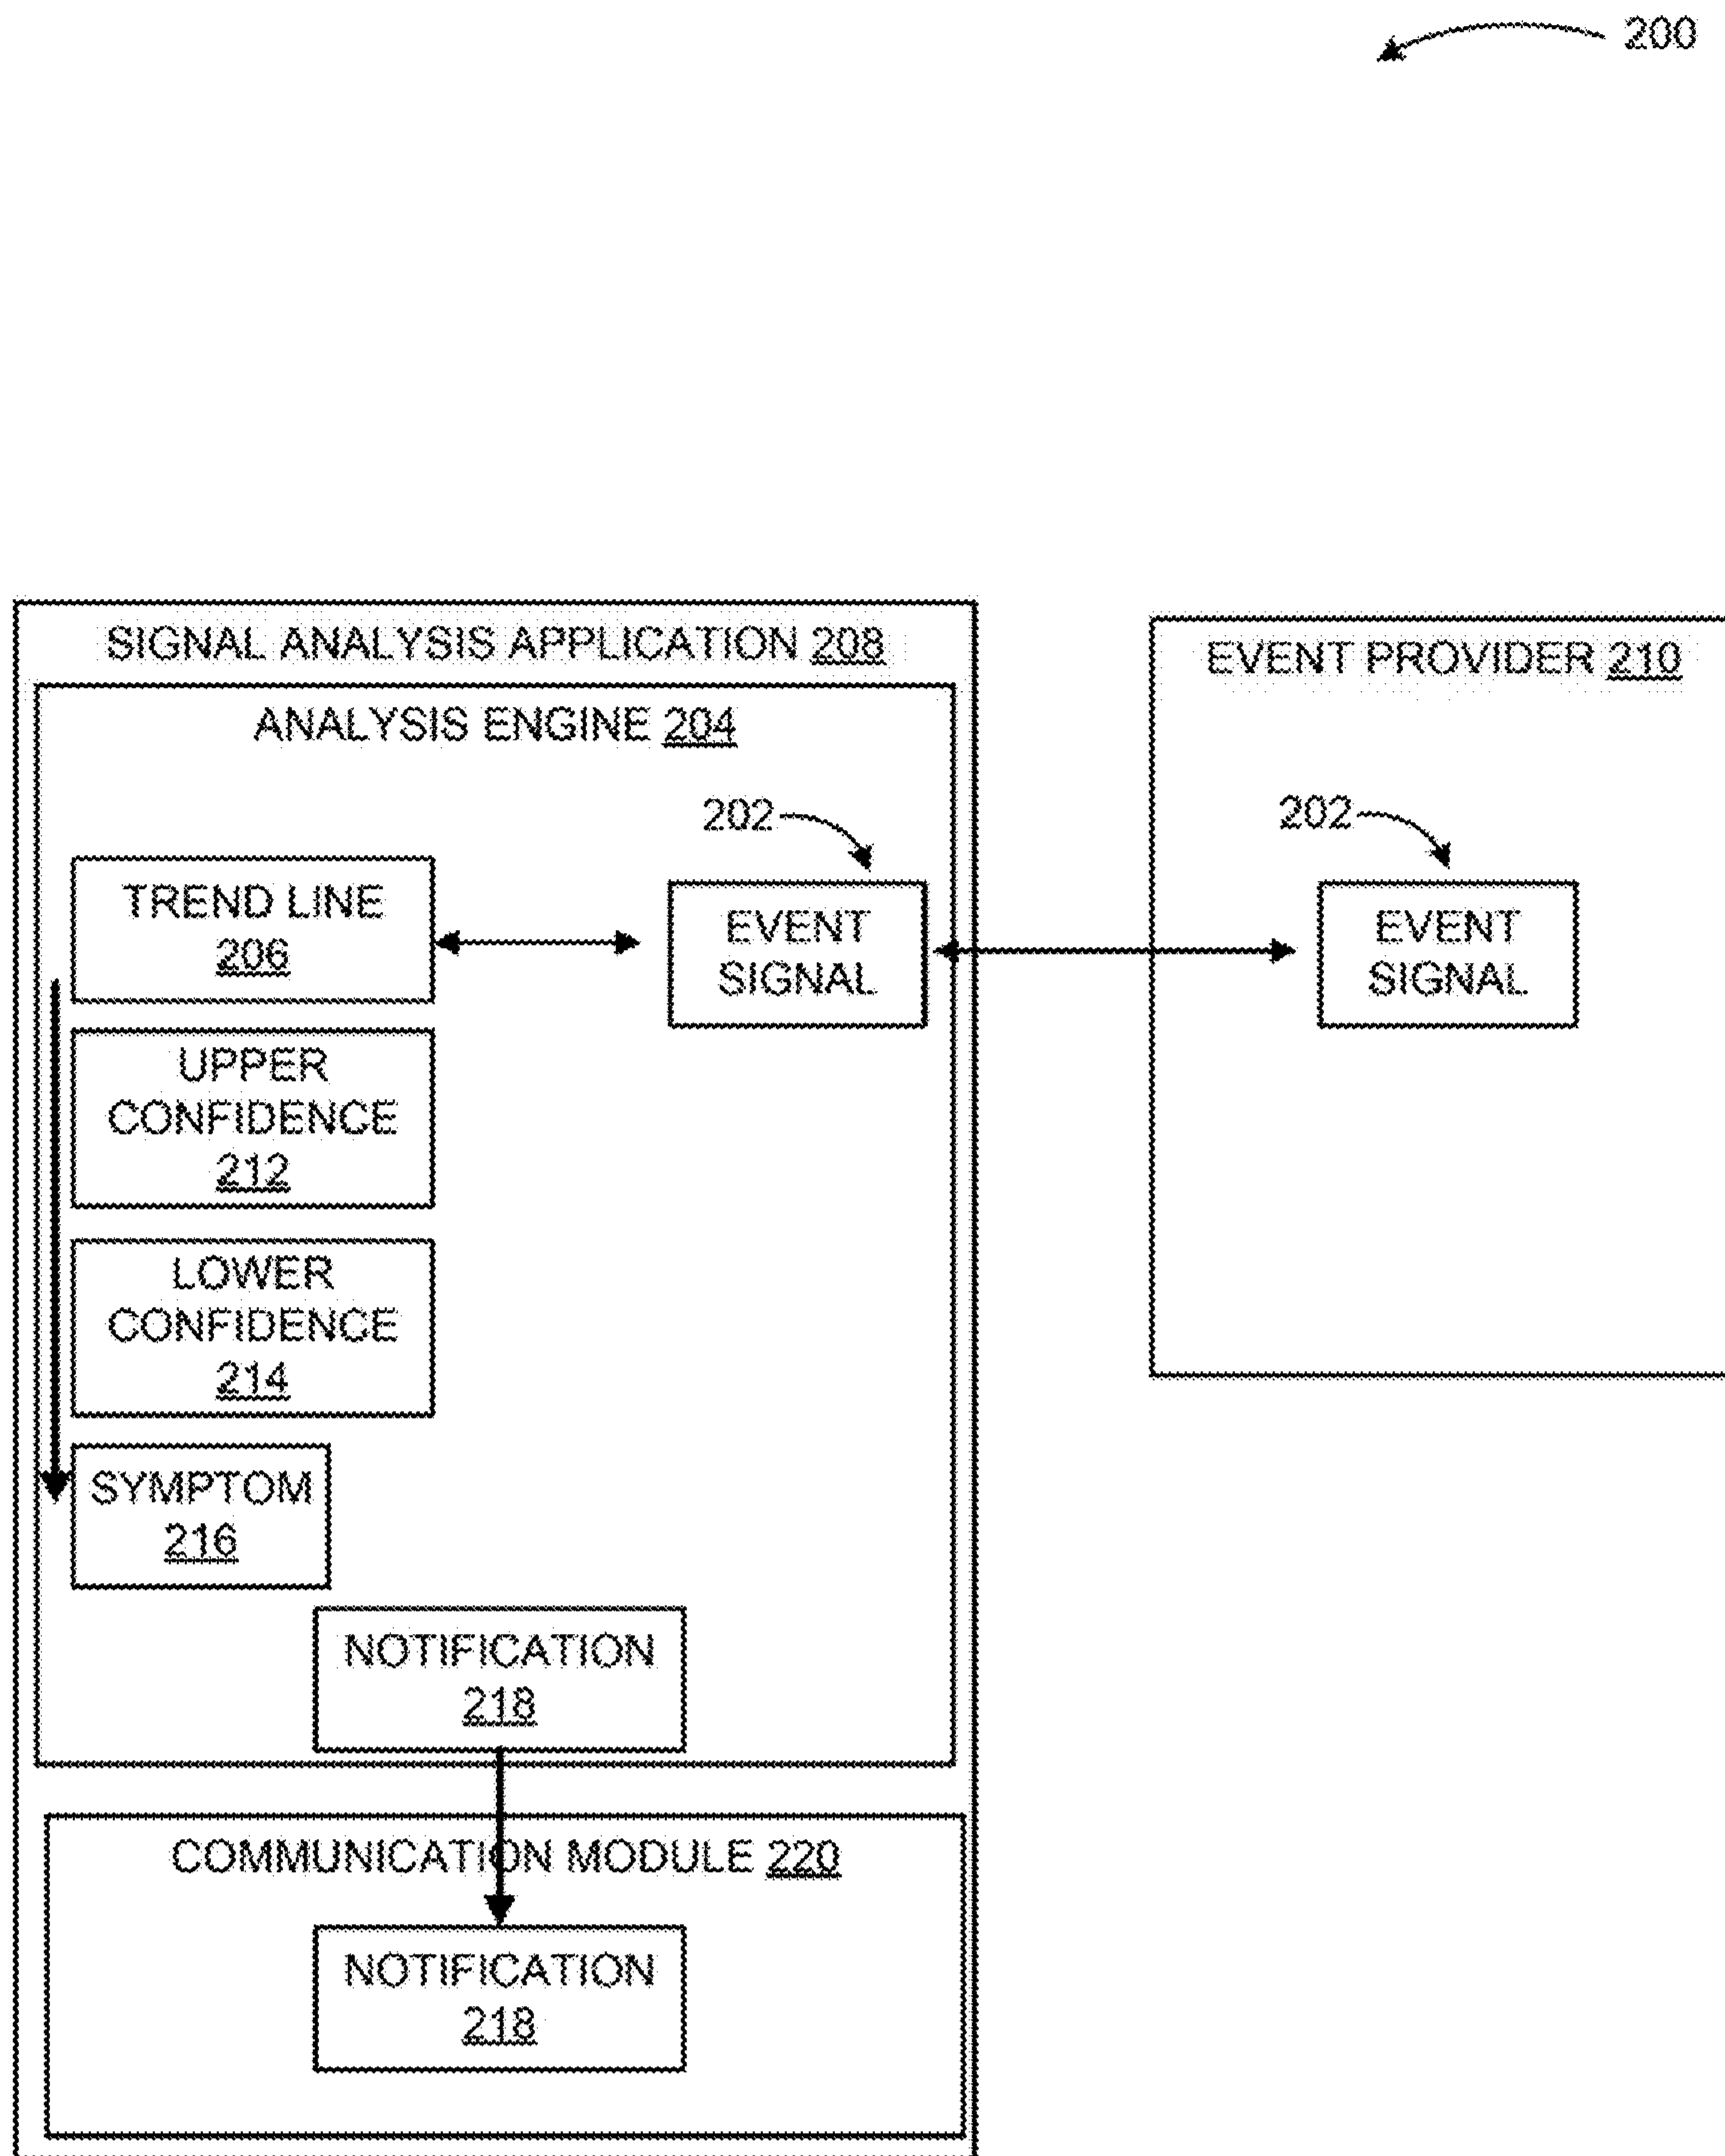 200
SIGNAL ANALYSIS APPLICATION 208
EVENT PROVIDER 210
ANALYSIS ENGINE 204
202
202
TREND LINE
206
EVENT
SIGNAL
EVENT
SIGNAL
UPPER
CONFIDENCE
212
LOWER
CONFIDENCE
214
SYMPTOM
216
NOTIFICATION
218
COMMUNICATION MODULE 220
NOTIFICATION
218